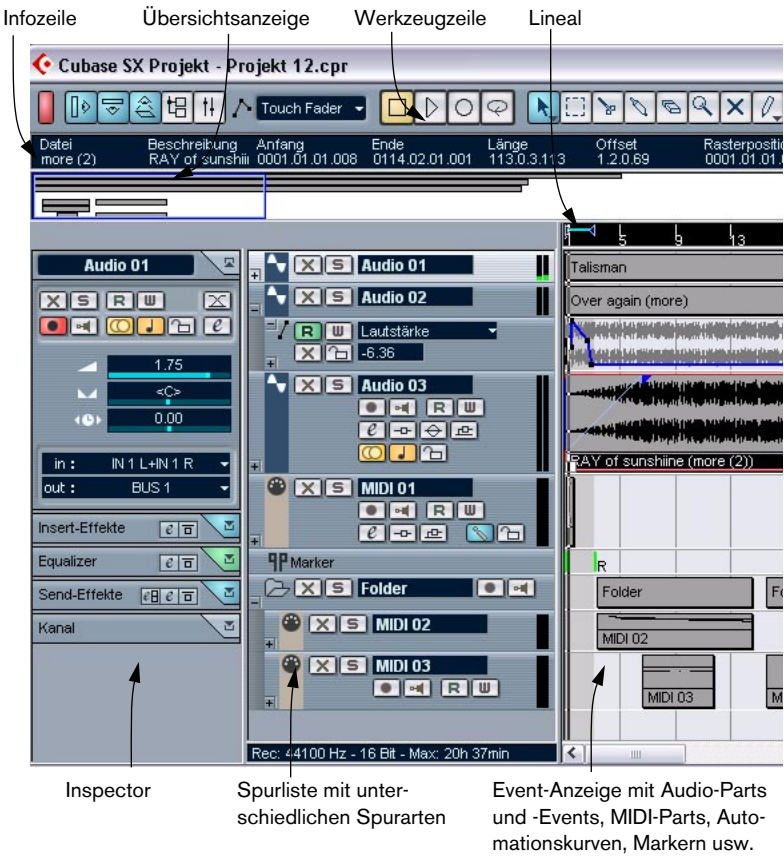 Infozeile Übersichtsanzeige Werkzeugzeile Lineal
Cubase SX Projekt - Projekt 12.cpr
Touch Fader
Datei Beschreibung Anfang Ende Länge Offset Rasterpositio
more (2) RAY of sunshiii 0001.01.01.008 0114.02.01.001 113.0.3.113 1.2.0.69 0001.01.01.
1 5 9 13
Audio 01
X S Audio 01
Talisman
X S R W
X S Audio 02
Over again (more)
R W Lautstärke
X -6.36
1.75
<C>
0.00
X S Audio 03
R W
e
in : IN 1 L+IN 1 R
out : BUS 1
RAY of sunshiine (more (2))
X S MIDI 01
R W
e
Insert-Effekte e
Equalizer e
Send-Effekte e e
Kanal
Marker
R
X S Folder
Folder Fo
X S MIDI 02
MIDI 02
X S MIDI 03
R W
MIDI 03 M
Rec: 44100 Hz - 16 Bit - Max: 20h 37min
Inspector
Spurliste mit unter-
schiedlichen Spurarten
Event-Anzeige mit Audio-Parts
und -Events, MIDI-Parts, Auto-
mationskurven, Markern usw.